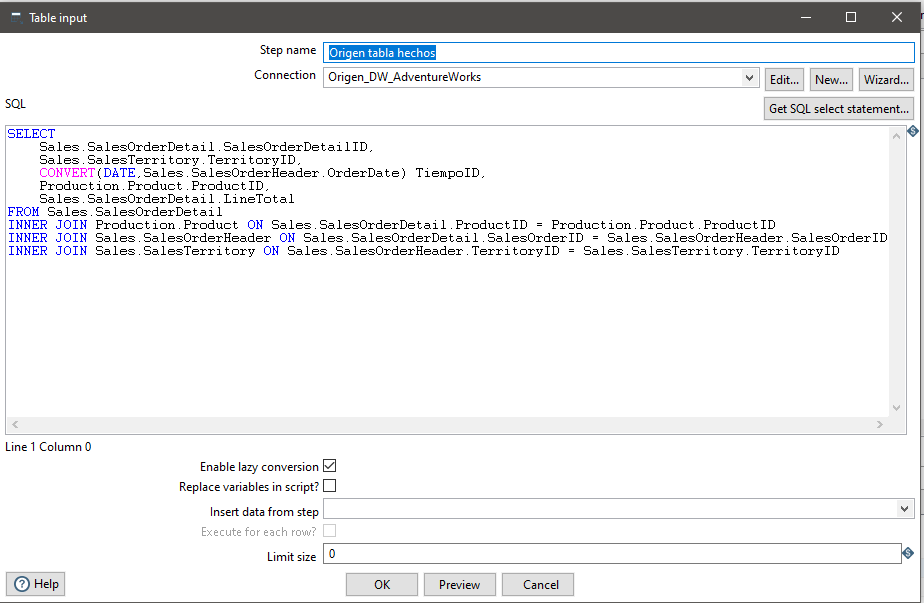 Table input
Step name Origen tabla hechos
Connection Origen_DW_AdventureWorks Edit... New... Wizard...
SQL Get SQL select statement...
SELECT
Sales.SalesOrderDetail.SalesOrderDetailID,
Sales.SalesTerritory.TerritoryID,
CONVERT(DATE,Sales.SalesOrderHeader.OrderDate) TiempoID,
Production.Product.ProductID,
Sales.SalesOrderDetail.LineTotal
FROM Sales.SalesOrderDetail
INNER JOIN Production.Product ON Sales.SalesOrderDetail.ProductID = Production.Product.ProductID
INNER JOIN Sales.SalesOrderHeader ON Sales.SalesOrderDetail.SalesOrderID = Sales.SalesOrderHeader.SalesOrderID
INNER JOIN Sales.SalesTerritory ON Sales.SalesOrderHeader.TerritoryID = Sales.SalesTerritory.TerritoryID
Line 1 Column 0
Enable lazy conversion
Replace variables in script?
Insert data from step
Execute for each row?
Limit size 0
Help OK Preview Cancel